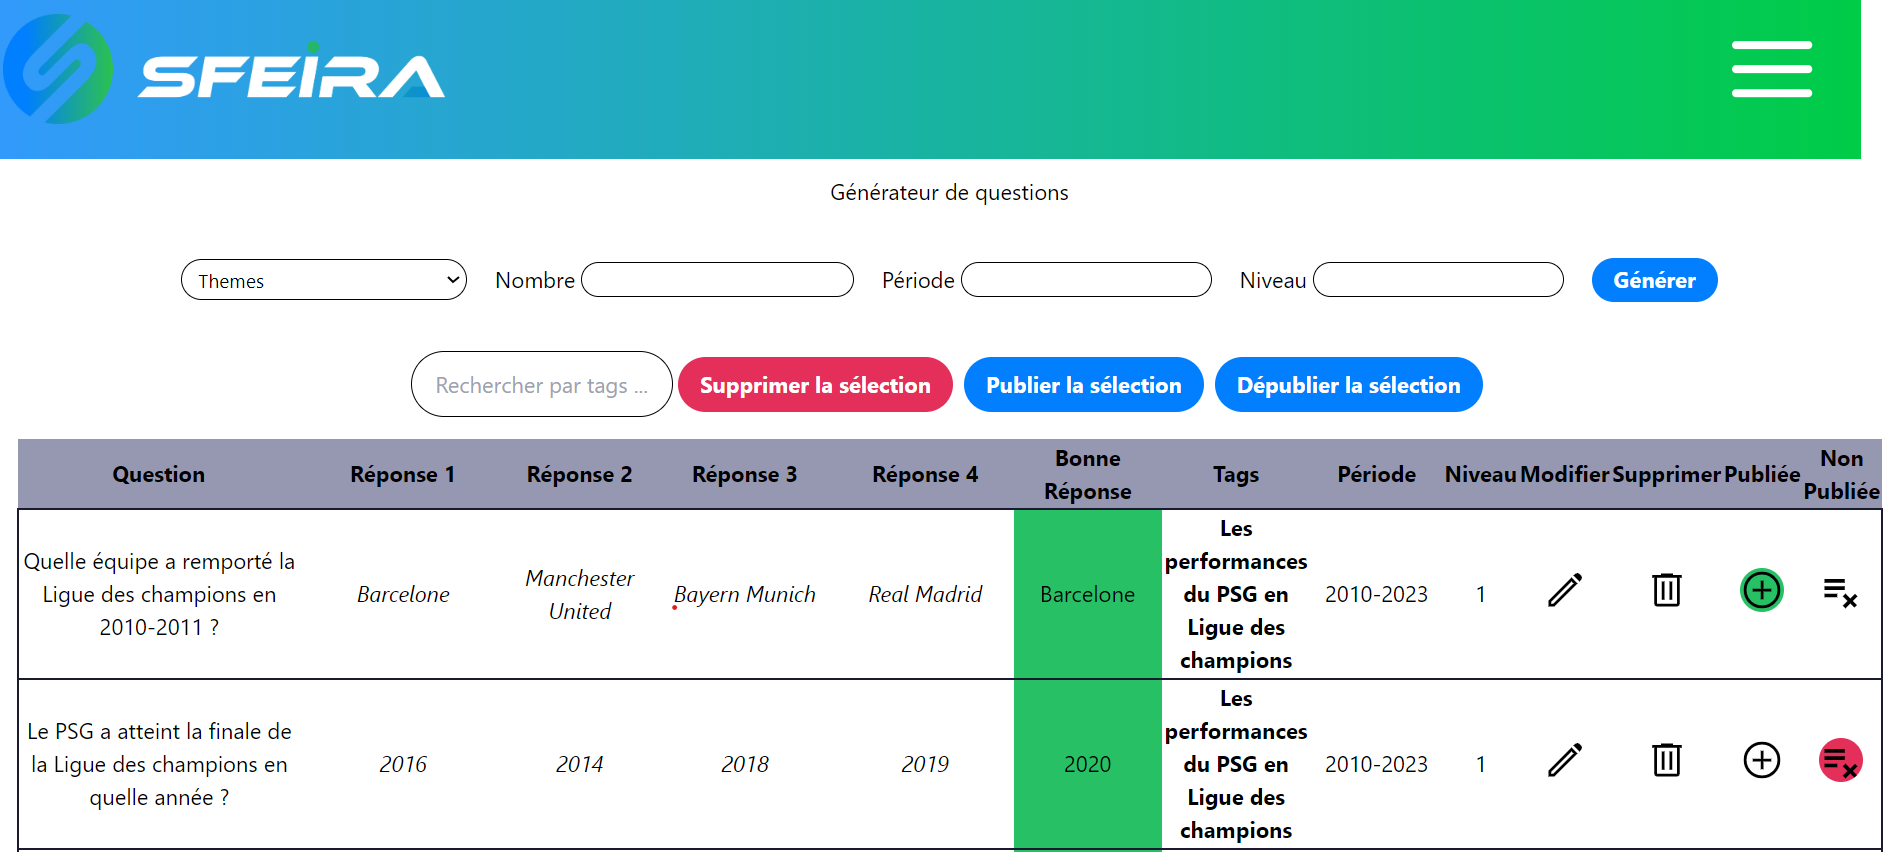 SFEIRA
Générateur de questions
Themes Nombre Période Niveau Générer
Rechercher par tags ... Supprimer la sélection Publier la sélection Dépublier la sélection
Question Réponse 1 Réponse 2 Réponse 3 Réponse 4 Bonne Réponse Tags Période Niveau Modifier Supprimer Publiée Non Publiée
Quelle équipe a remporté la
Ligue des champions en
2010-2011 ?
Barcelone
Manchester
United
Bayern Munich
Real Madrid
Barcelone
Les
performances
du PSG en
Ligue des
champions
2010-2023
1
Le PSG a atteint la finale de
la Ligue des champions en
quelle année ?
2016
2014
2018
2019
2020
Les
performances
du PSG en
Ligue des
champions
2010-2023
1